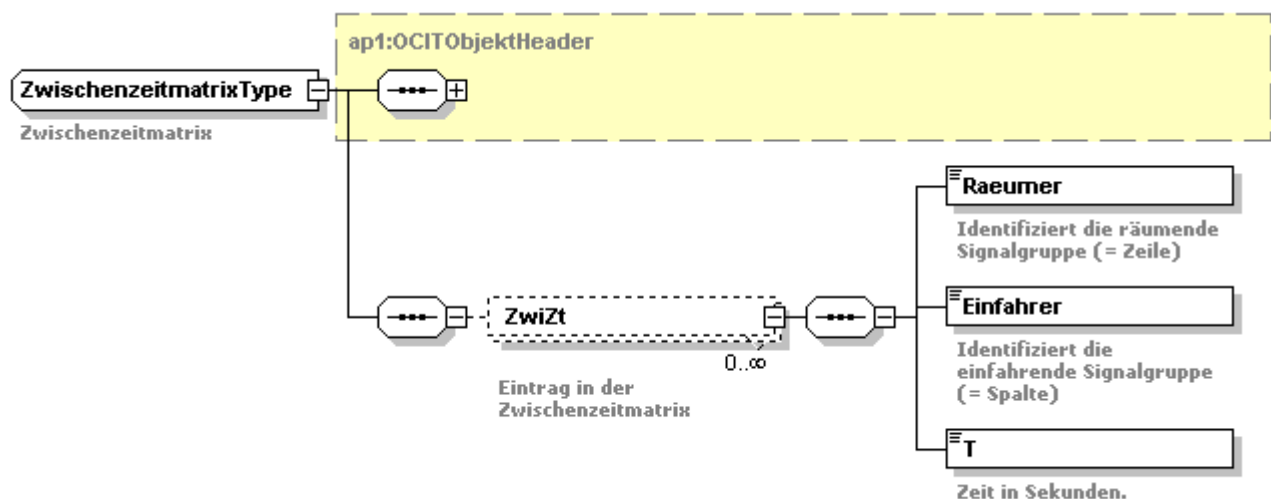 ap1:OCITObjektHeader
ZwischenzeitmatrixType
Zwischenzeitmatrix
Raeumer
Identifiziert die räumende
Signalgruppe (= Zeile)
ZwiZt
0..∞
Eintrag in der
Zwischenzeitmatrix
Einfahrer
Identifiziert die
einfahrende Signalgruppe
(= Spalte)
T
Zeit in Sekunden.